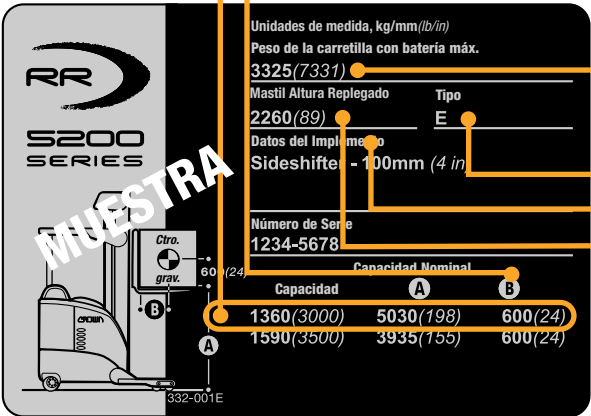 Unidades de medida, kg/mm(lb/in)
Peso de la carretilla con batería máx.
3325(7331)
Mastil Altura Replegado Tipo
2260(89) E
Datos del Implemento
Sideshifter - 100mm (4 in)
Número de Serie
1234-5678
Capacidad Nominal
Capacidad A B
1360(3000) 5030(198) 600(24)
1590(3500) 3935(155) 600(24)
RR
5200
SERIES
MUESTRA
Ctro.
grav.
600(24)
B
A
CROWN
332-001E